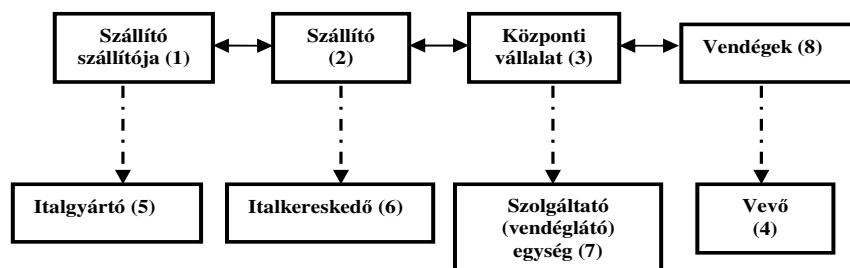 Szállító
szállítója (1)
Szállító
(2)
Központi
vállalat (3)
Vendégek (8)
Italgyártó (5)
Italkereskedő (6)
Szolgáltató
(vendéglátó)
egység (7)
Vevő
(4)